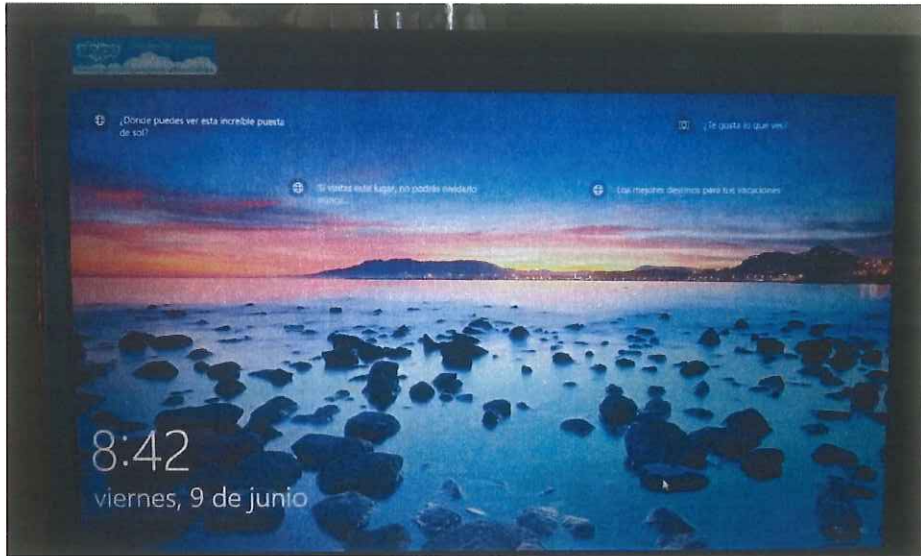 ¿Dónde puedes ver esta increíble puesta
de sol?
¿Te gusta lo que ves?
Si visitas este lugar, no podrás olvidarlo
nunca...
Los mejores destinos para tus vacaciones
8:42
viernes, 9 de junio